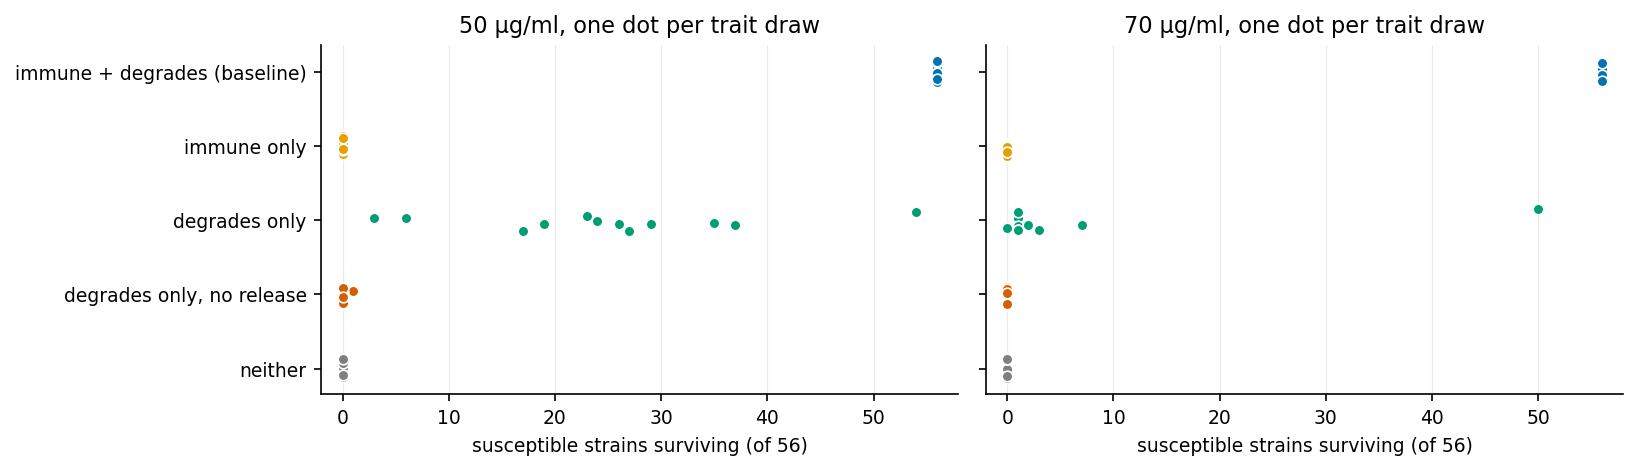 50 µg/ml, one dot per trait draw
70 µg/ml, one dot per trait draw
immune + degrades (baseline)
immune only
degrades only
degrades only, no release
neither
0 10 20 30 40 50
0 10 20 30 40 50
susceptible strains surviving (of 56)
susceptible strains surviving (of 56)